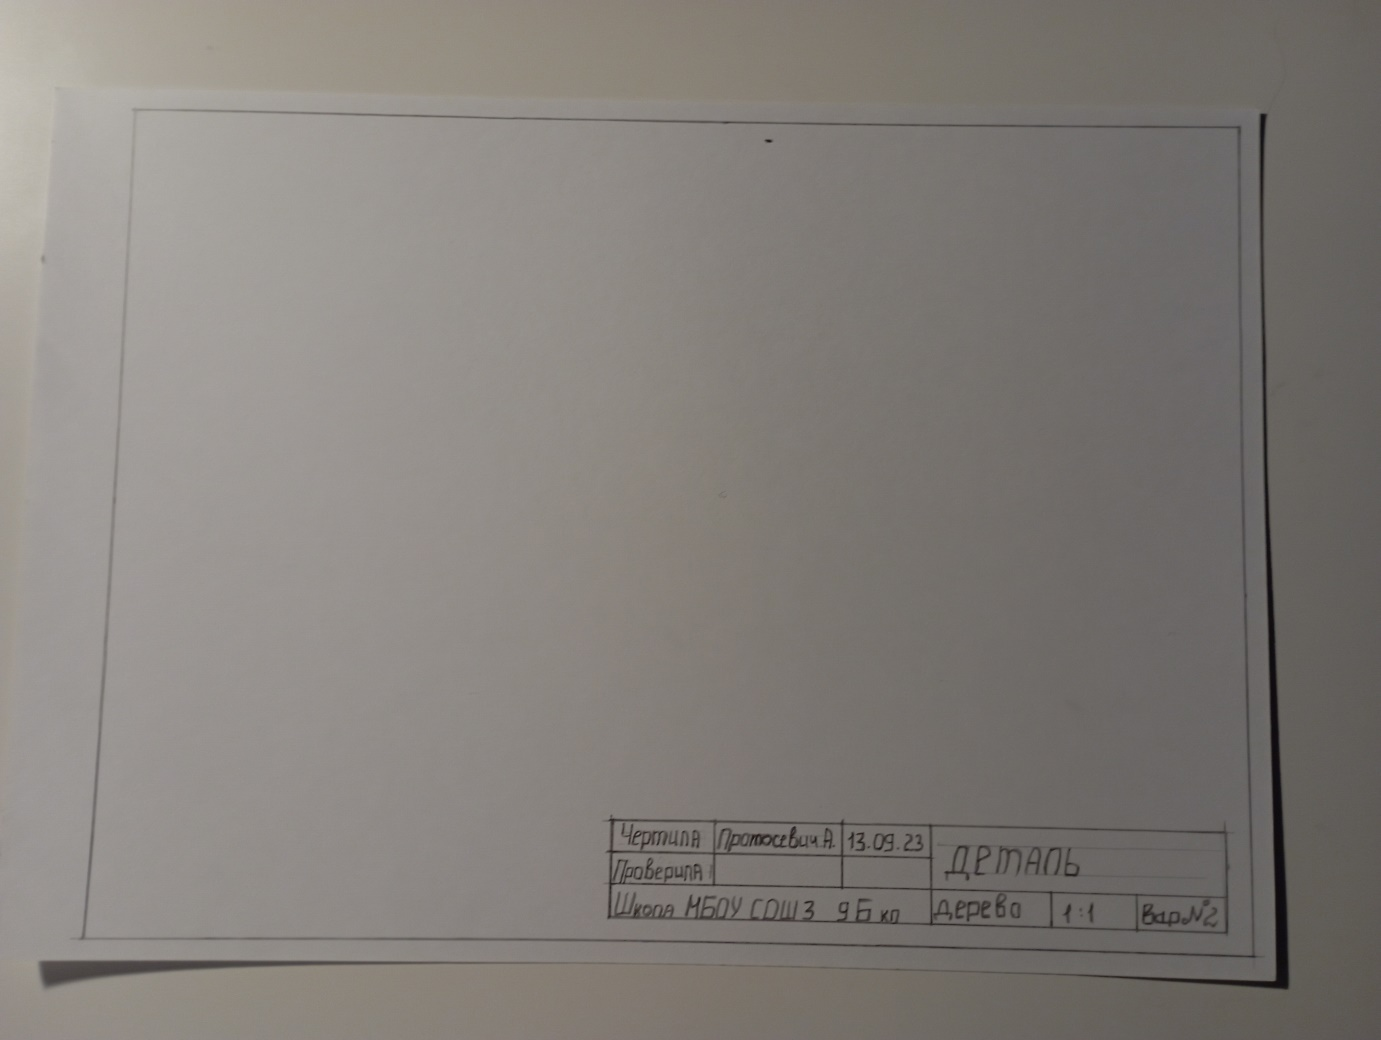 Чертила Протосевич А. 13.09.23
ДЕТАЛЬ
Проверила
Школа МБОУ СОШ 3 9 Б кл дерево 1:1 Вар №2